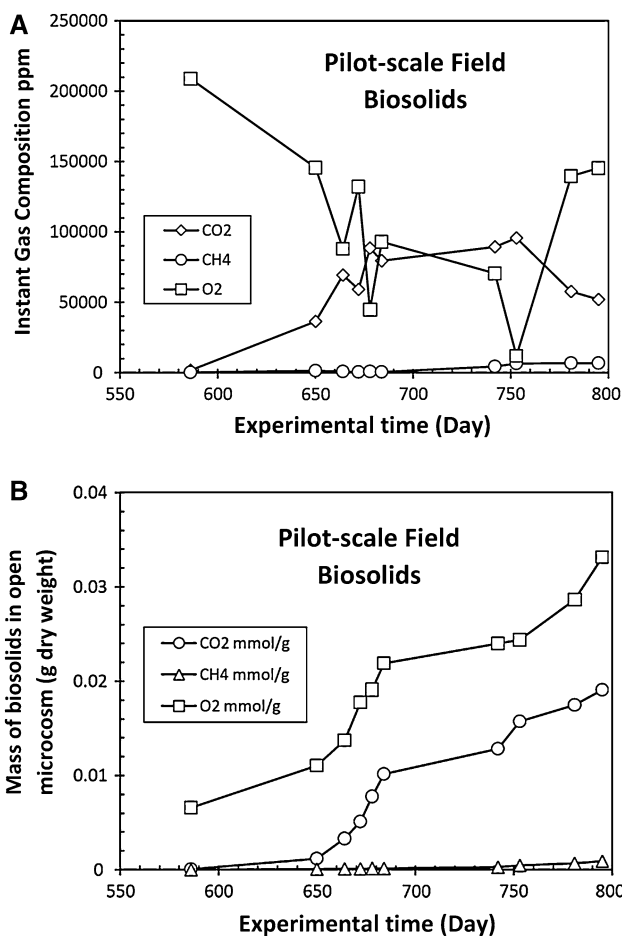 A
Pilot-scale Field
Biosolids
Instant Gas Composition ppm
250000
200000
150000
100000
50000
0
CO2
CH4
O2
550 600 650 700 750 800
Experimental time (Day)
B
Pilot-scale Field
Biosolids
Mass of biosolids in open
microcosm (g dry weight)
0.04
0.03
0.02
0.01
0
CO2 mmol/g
CH4 mmol/g
O2 mmol/g
550 600 650 700 750 800
Experimental time (Day)